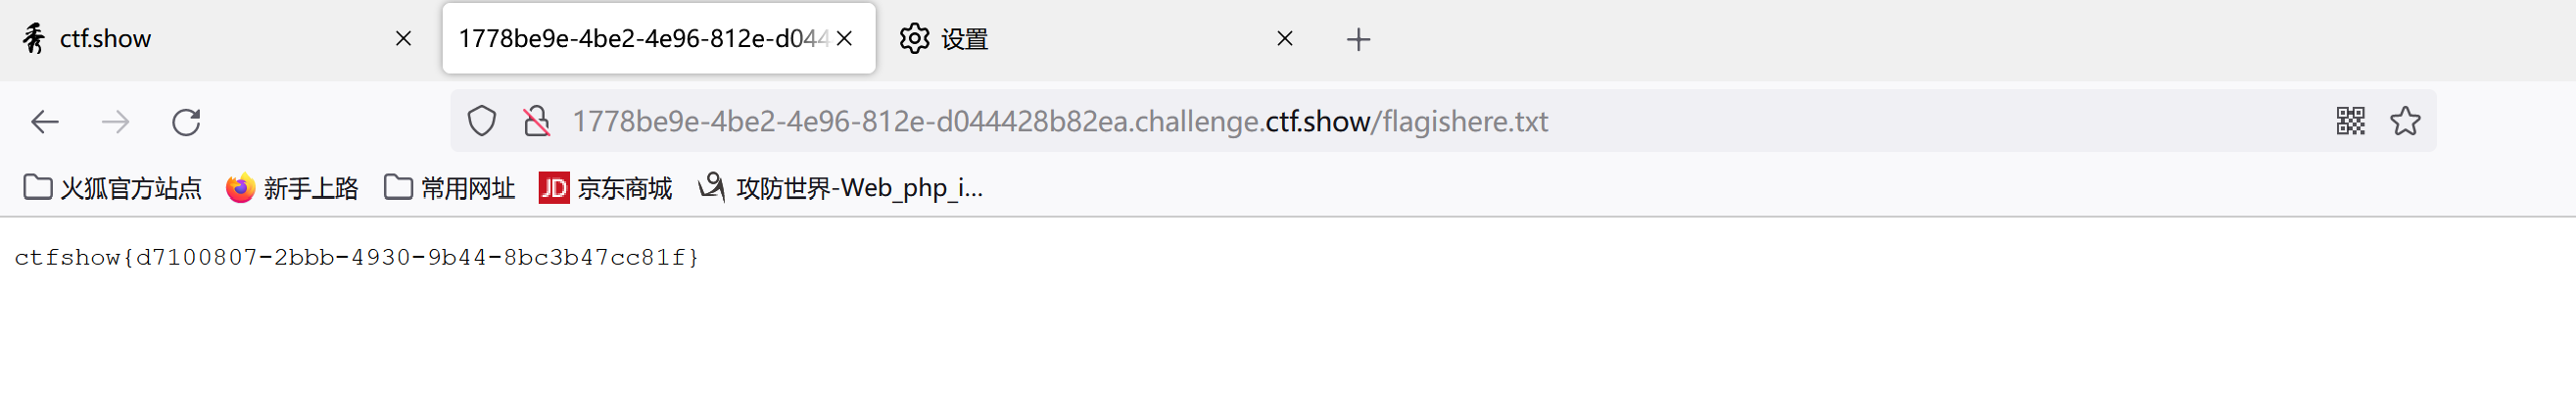 ctf.show 1778be9e-4be2-4e96-812e-d044 设置
1778be9e-4be2-4e96-812e-d044428b82ea.challenge.ctf.show/flagishere.txt
火狐官方站点 新手上路 常用网址 JD 京东商城 攻防世界-Web_php_i...
ctfshow{d7100807-2bbb-4930-9b44-8bc3b47cc81f}